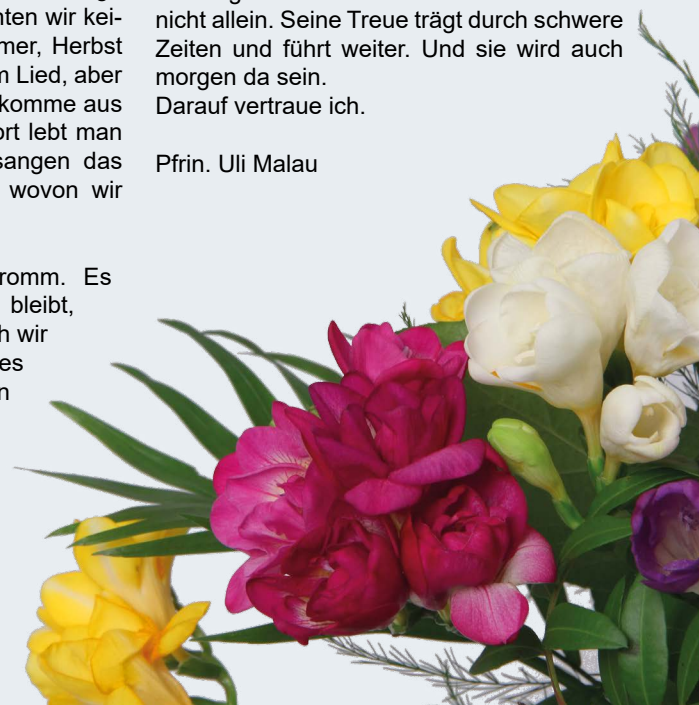 nten wir kei-
mer, Herbst
m Lied, aber
komme aus
ort lebt man
sangen das
wovon wir
romm. Es
bleibt,
h wir
es
n
nicht allein. Seine Treue trägt durch schwere
Zeiten und führt weiter. Und sie wird auch
morgen da sein.
Darauf vertraue ich.
Pfrin. Uli Malau